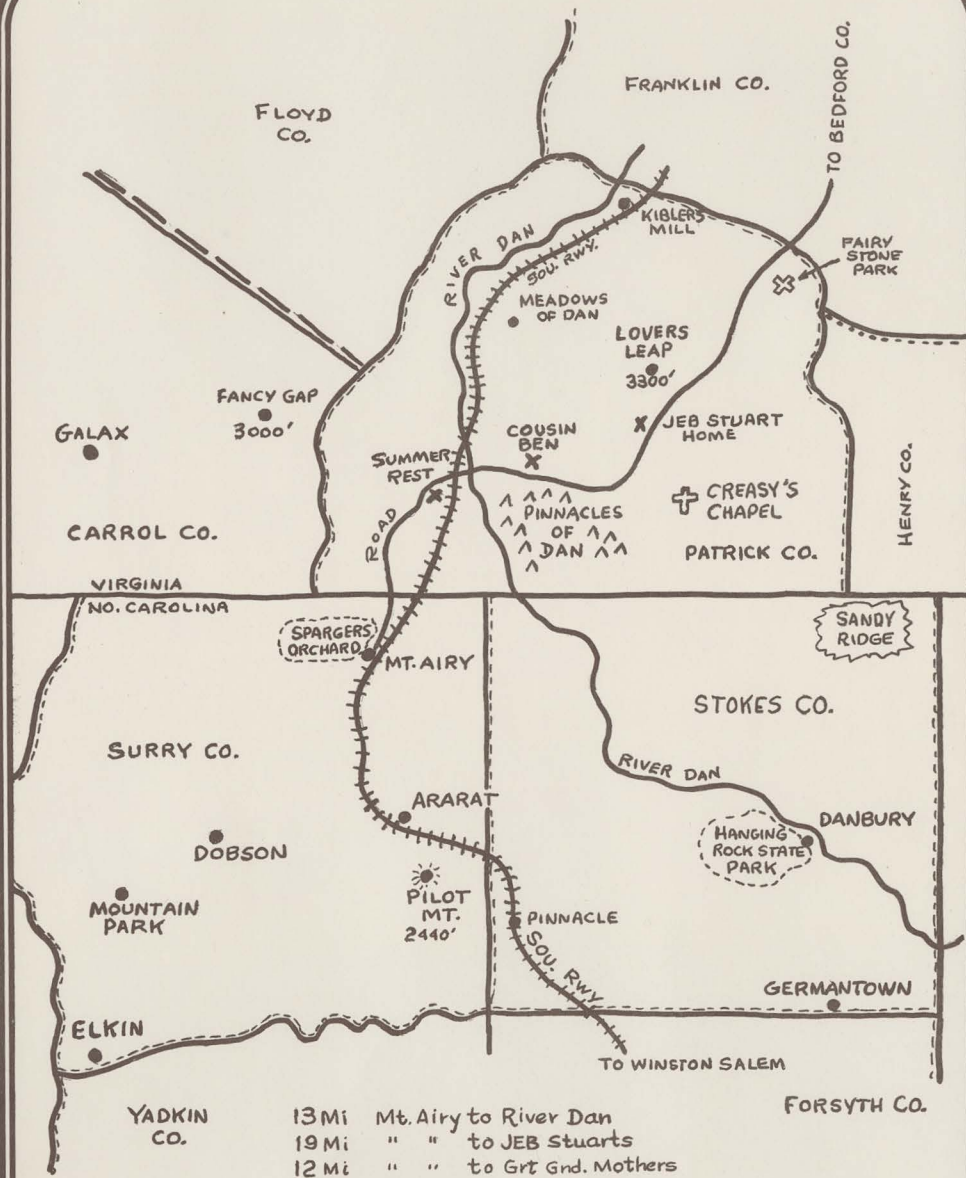 FRANKLIN CO.
FLOYD
CO.
TO BEDFORD CO.
KIBLERS
MILL
RIVER DAN
SOU. RWY.
FAIRY
STONE
PARK
MEADOWS
OF DAN
LOVERS
LEAP
3300'
FANCY GAP
3000'
GALAX
COUSIN
BEN
JEB STUART
HOME
SUMMER
REST
ROAD
PINNACLES
OF
DAN
CREASY'S
CHAPEL
HENRY CO.
CARROL CO.
PATRICK CO.
VIRGINIA
NO. CAROLINA
SPARGERS
ORCHARD
MT. AIRY
SANDY
RIDGE
STOKES CO.
SURRY CO.
RIVER DAN
ARARAT
DANBURY
HANGING
ROCK STATE
PARK
DOBSON
PILOT
MT.
2440'
MOUNTAIN
PARK
PINNACLE
SOU. RWY
GERMANTOWN
ELKIN
TO WINSTON SALEM
YADKIN
CO.
FORSYTH CO.
13 Mi Mt. Airy to River Dan
19 Mi " " to JEB Stuarts
12 Mi " " to Grt Gnd. Mothers